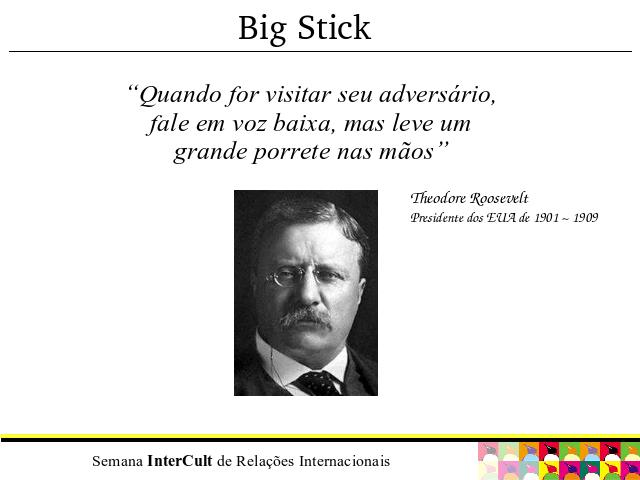 Big Stick
“Quando for visitar seu adversário,
fale em voz baixa, mas leve um
grande porrete nas mãos”
Theodore Roosevelt
Presidente dos EUA de 1901 ~ 1909
Semana InterCult de Relações Internacionais